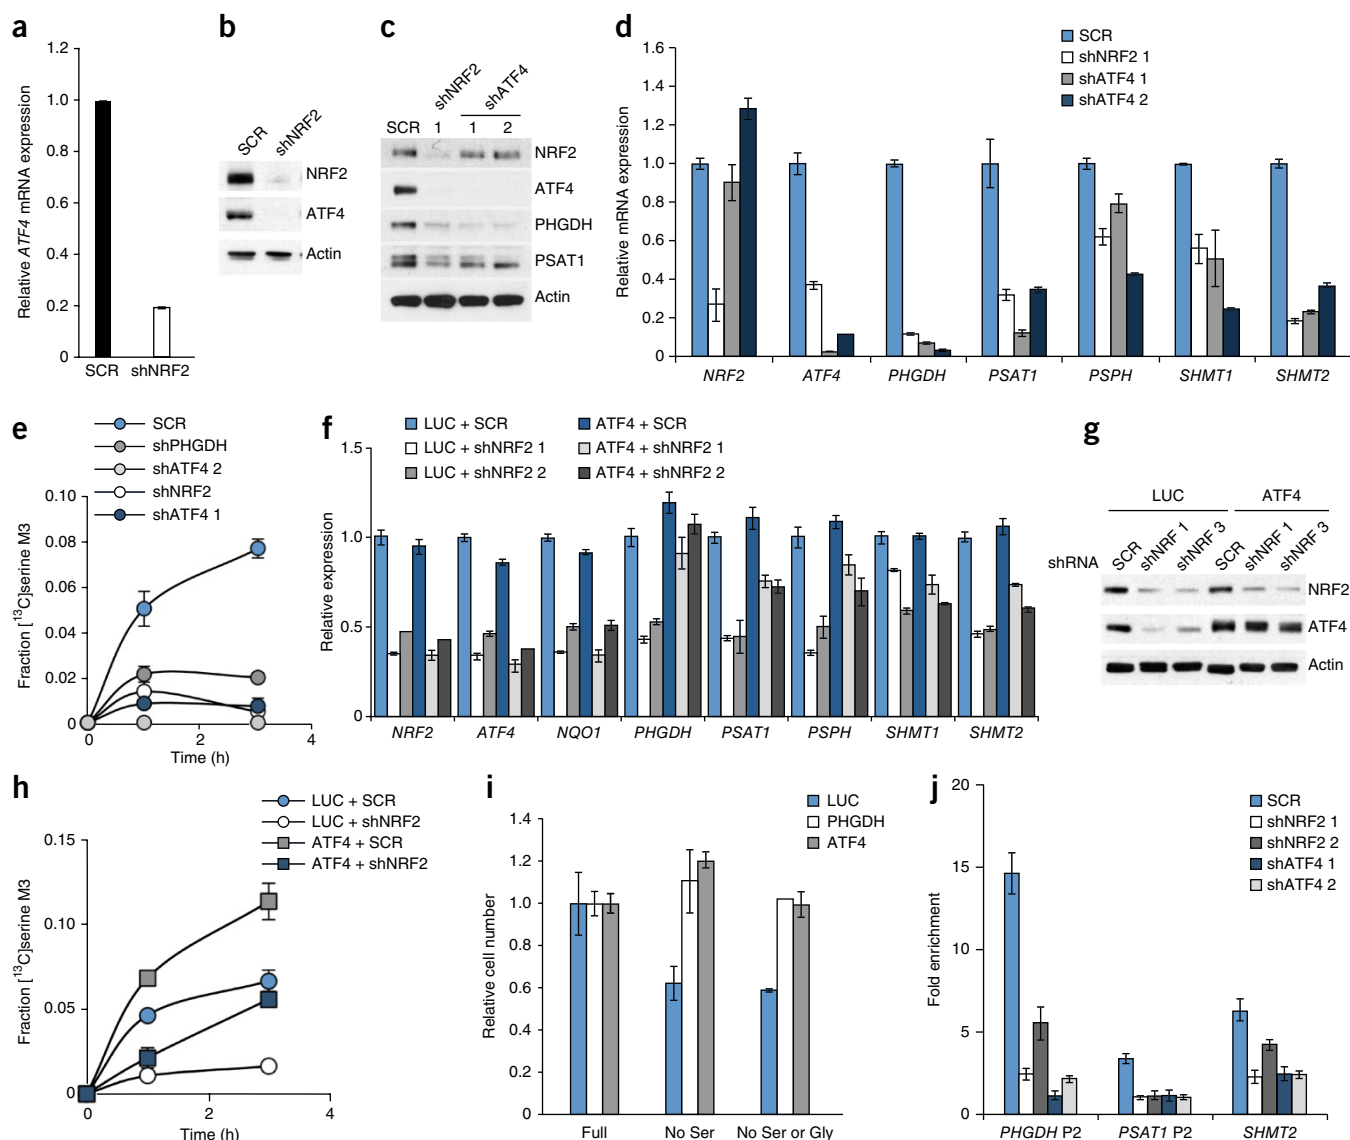 a
1.2
1.0
0.8
0.6
0.4
0.2
0
Relative ATF4 mRNA expression
SCR shNRF2
b
SCR
shNRF2
NRF2
ATF4
Actin
c
shNRF2
shATF4
SCR 1 1 2
NRF2
ATF4
PHGDH
PSAT1
Actin
d
SCR
shNRF2 1
shATF4 1
shATF4 2
1.6
1.4
1.2
1.0
0.8
0.6
0.4
0.2
0
Relative mRNA expression
NRF2 ATF4 PHGDH PSAT1 PSPH SHMT1 SHMT2
e
SCR
shPHGDH
shATF4 2
shNRF2
shATF4 1
0.10
0.08
0.06
0.04
0.02
0
Fraction [¹³C]serine M3
0 2 4
Time (h)
f
LUC + SCR
LUC + shNRF2 1
LUC + shNRF2 2
ATF4 + SCR
ATF4 + shNRF2 1
ATF4 + shNRF2 2
1.5
1.0
0.5
0
Relative expression
NRF2 ATF4 NQO1 PHGDH PSAT1 PSPH SHMT1 SHMT2
g
LUC ATF4
shRNA SCR shNRF 1 shNRF 3 SCR shNRF 1 shNRF 3
NRF2
ATF4
Actin
h
LUC + SCR
LUC + shNRF2
ATF4 + SCR
ATF4 + shNRF2
0.15
0.10
0.05
0
Fraction [¹³C]serine M3
0 2 4
Time (h)
i
LUC
PHGDH
ATF4
1.4
1.2
1.0
0.8
0.6
0.4
0.2
0
Relative cell number
Full No Ser No Ser or Gly
j
SCR
shNRF2 1
shNRF2 2
shATF4 1
shATF4 2
20
15
10
5
0
Fold enrichment
PHGDH P2 PSAT1 P2 SHMT2